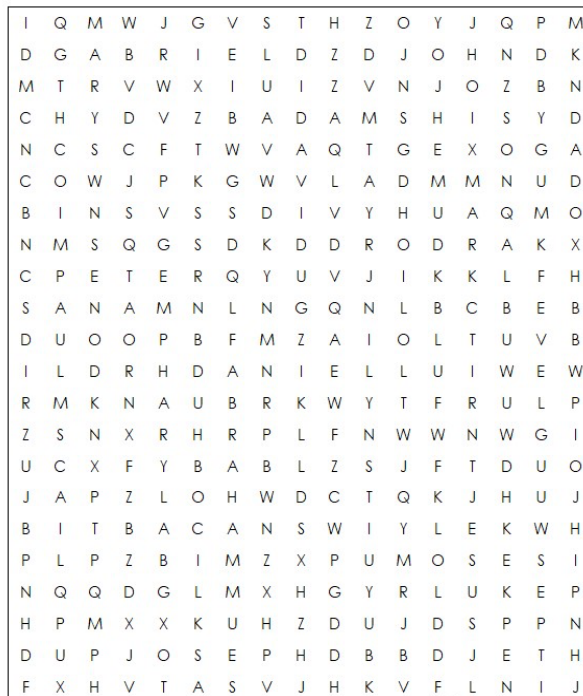 I Q M W J G V S T H Z O Y J Q P M
D G A B R I E L D Z D J O H N D K
M T R V W X I U I Z V N J O Z B N
C H Y D V Z B A D A M S H I S Y D
N C S C F T W V A Q T G E X O G A
C O W J P K G W V L A D M M N U D
B I N S V S S D I V Y H U A Q M O
N M S Q G S D K D D R O D R A K X
C P E T E R Q Y U V J I K K L F H
S A N A M N L N G Q N L B C B E B
D U O O P B F M Z A I O L T U V B
I L D R H D A N I E L L U I W E W
R M K N A U B R K W Y T F R U L P
Z S N X R H R P L F N W W N W G I
U C X F Y B A B L Z S J F T D U O
J A P Z L O H W D C T Q K J H U J
B I T B A C A N S W I Y L E K W H
P L P Z B I M Z X P U M O S E S I
N Q Q D G L M X H G Y R L U K E P
H P M X X K U H Z D U J D S P P N
D U P J O S E P H D B B D J E T H
F X H V T A S V J H K V F L N I J